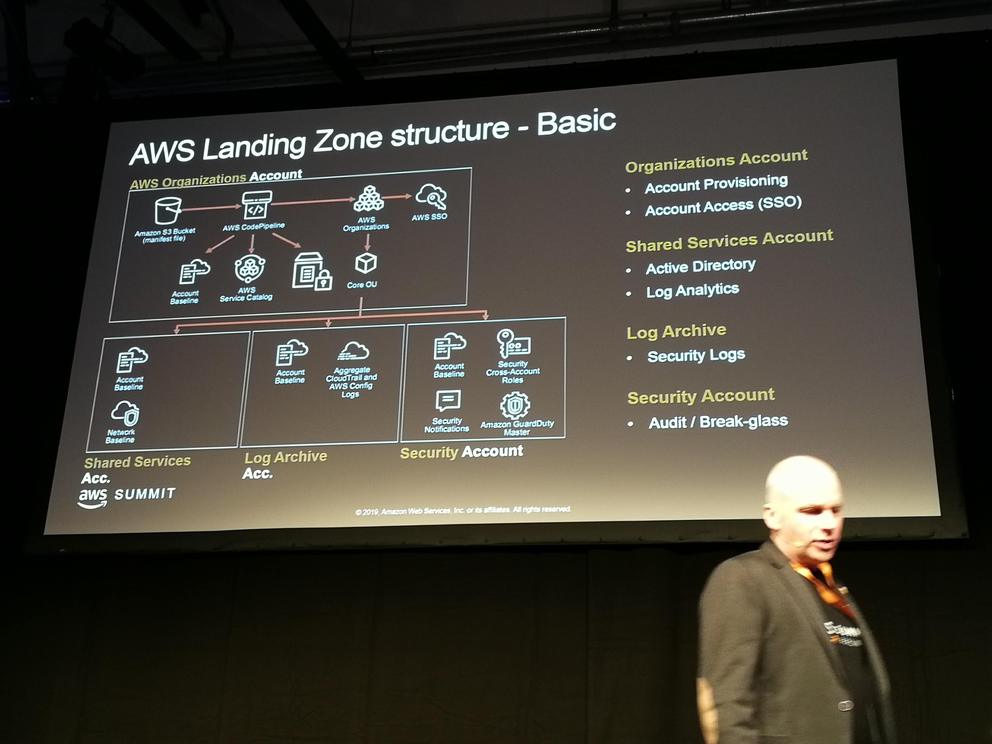 AWS Landing Zone structure - Basic
AWS Organizations Account
Amazon S3 Bucket
(manifest file)
AWS CodePipeline
AWS
Organizations
AWS SSO
Account
Baseline
AWS
Service Catalog
Core OU
Account
Baseline
Network
Baseline
Account
Baseline
Aggregate
CloudTrail and
AWS Config
Logs
Account
Baseline
Security
Cross-Account
Roles
Security
Notifications
Amazon GuardDuty
Master
Shared Services
Acc.
Log Archive
Acc.
Security Account
Organizations Account
• Account Provisioning
• Account Access (SSO)
Shared Services Account
• Active Directory
• Log Analytics
Log Archive
• Security Logs
Security Account
• Audit / Break-glass
aws SUMMIT
© 2019, Amazon Web Services, Inc. or its affiliates. All rights reserved.